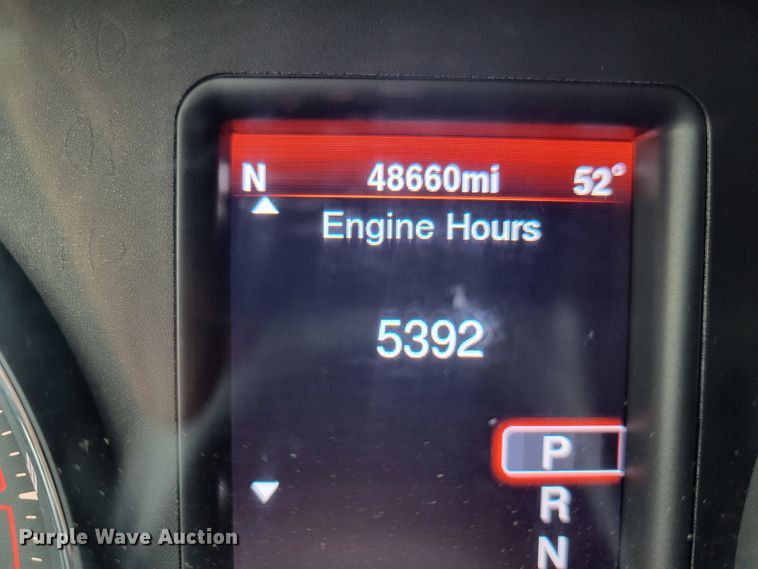 N 48660mi 52°
Engine Hours
5392
P
R
N
Purple Wave Auction